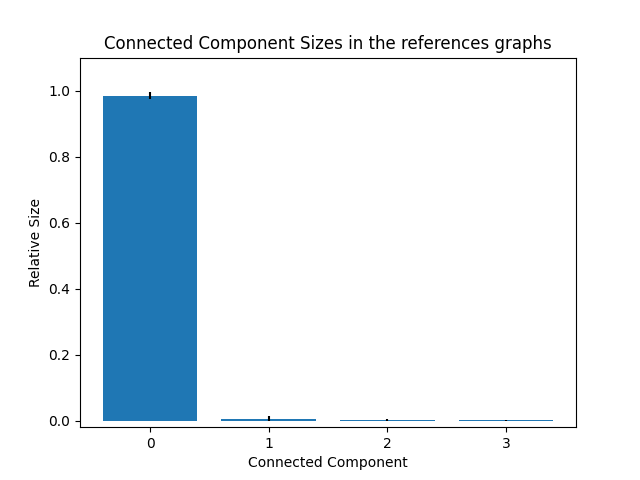 Connected Component Sizes in the references graphs
1.0
0.8
0.6
0.4
0.2
0.0
Relative Size
0 1 2 3
Connected Component